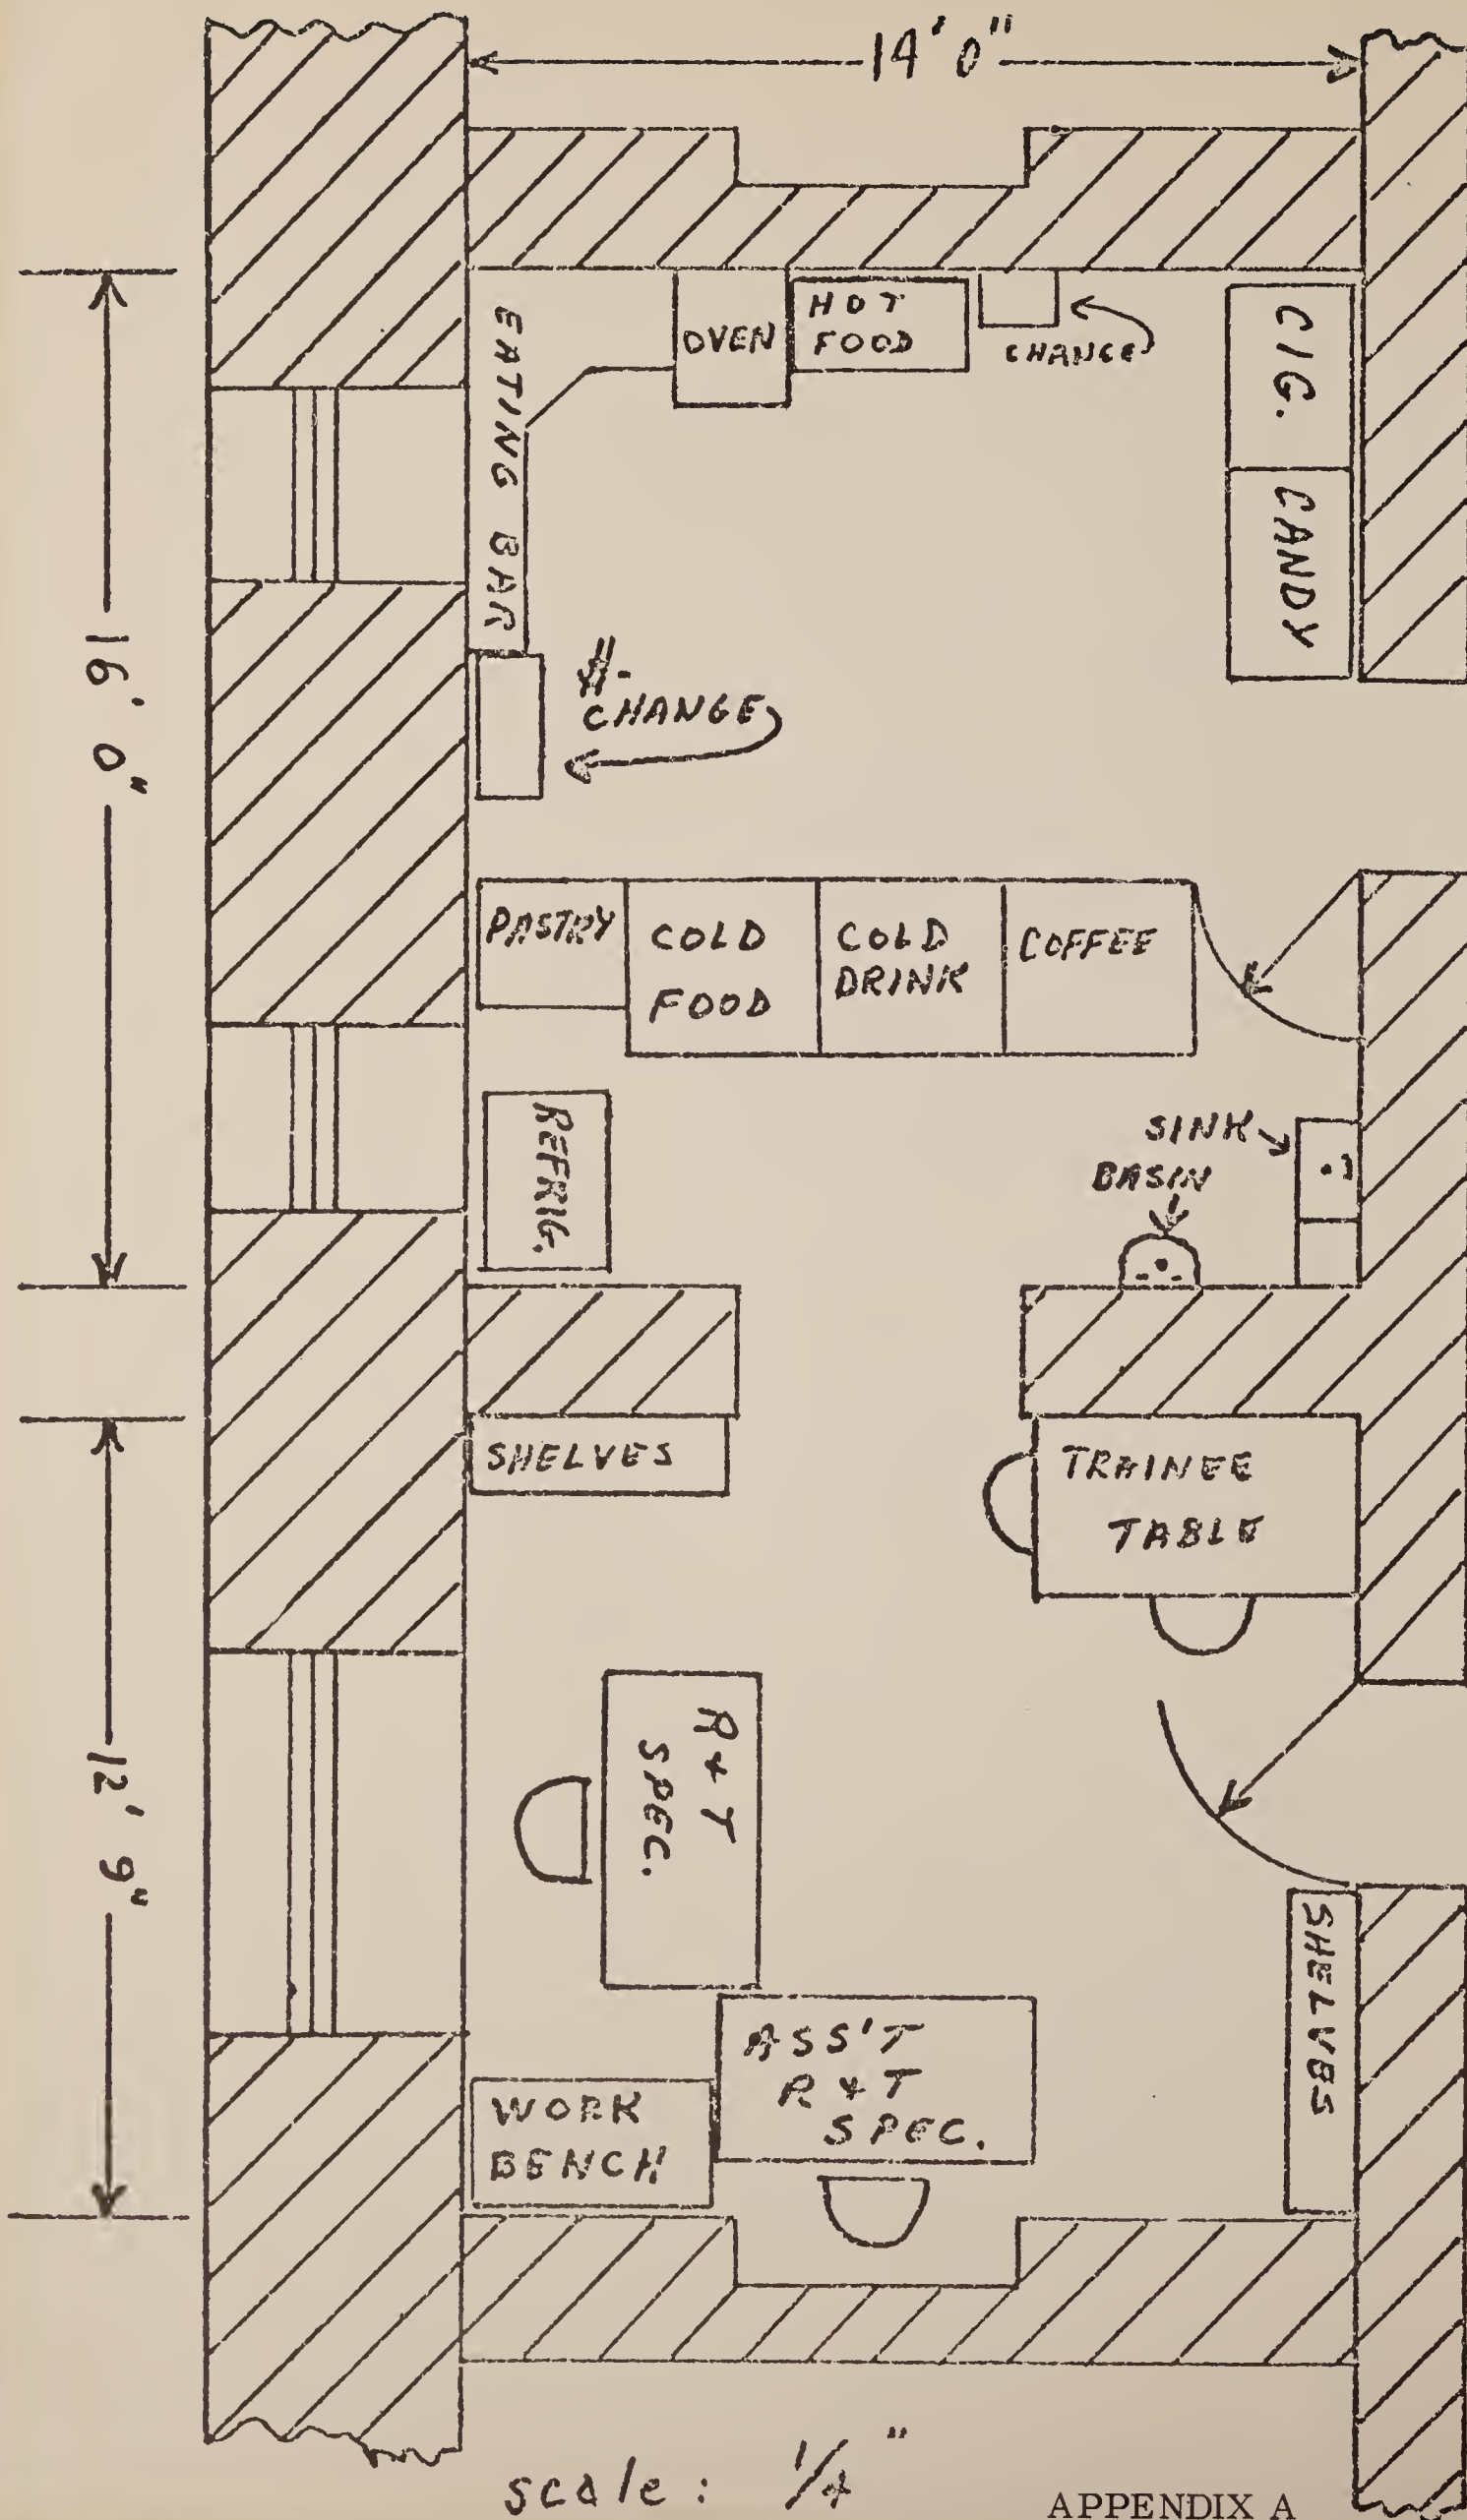 14' 0"
EATING BAR
OVEN
HOT
FOOD
CHANGE
CIG.
CANDY
16' 0"
CHANGE
PASTRY
COLD
FOOD
COLD
DRINK
COFFEE
REFRIG.
SINK
BASIN
SHELVES
TRAINEE
TABLE
12' 9"
R & T
SPEC.
ASS'T
R & T
SPEC.
WORK
BENCH
SHELVES
scale: 1/4"
APPENDIX A